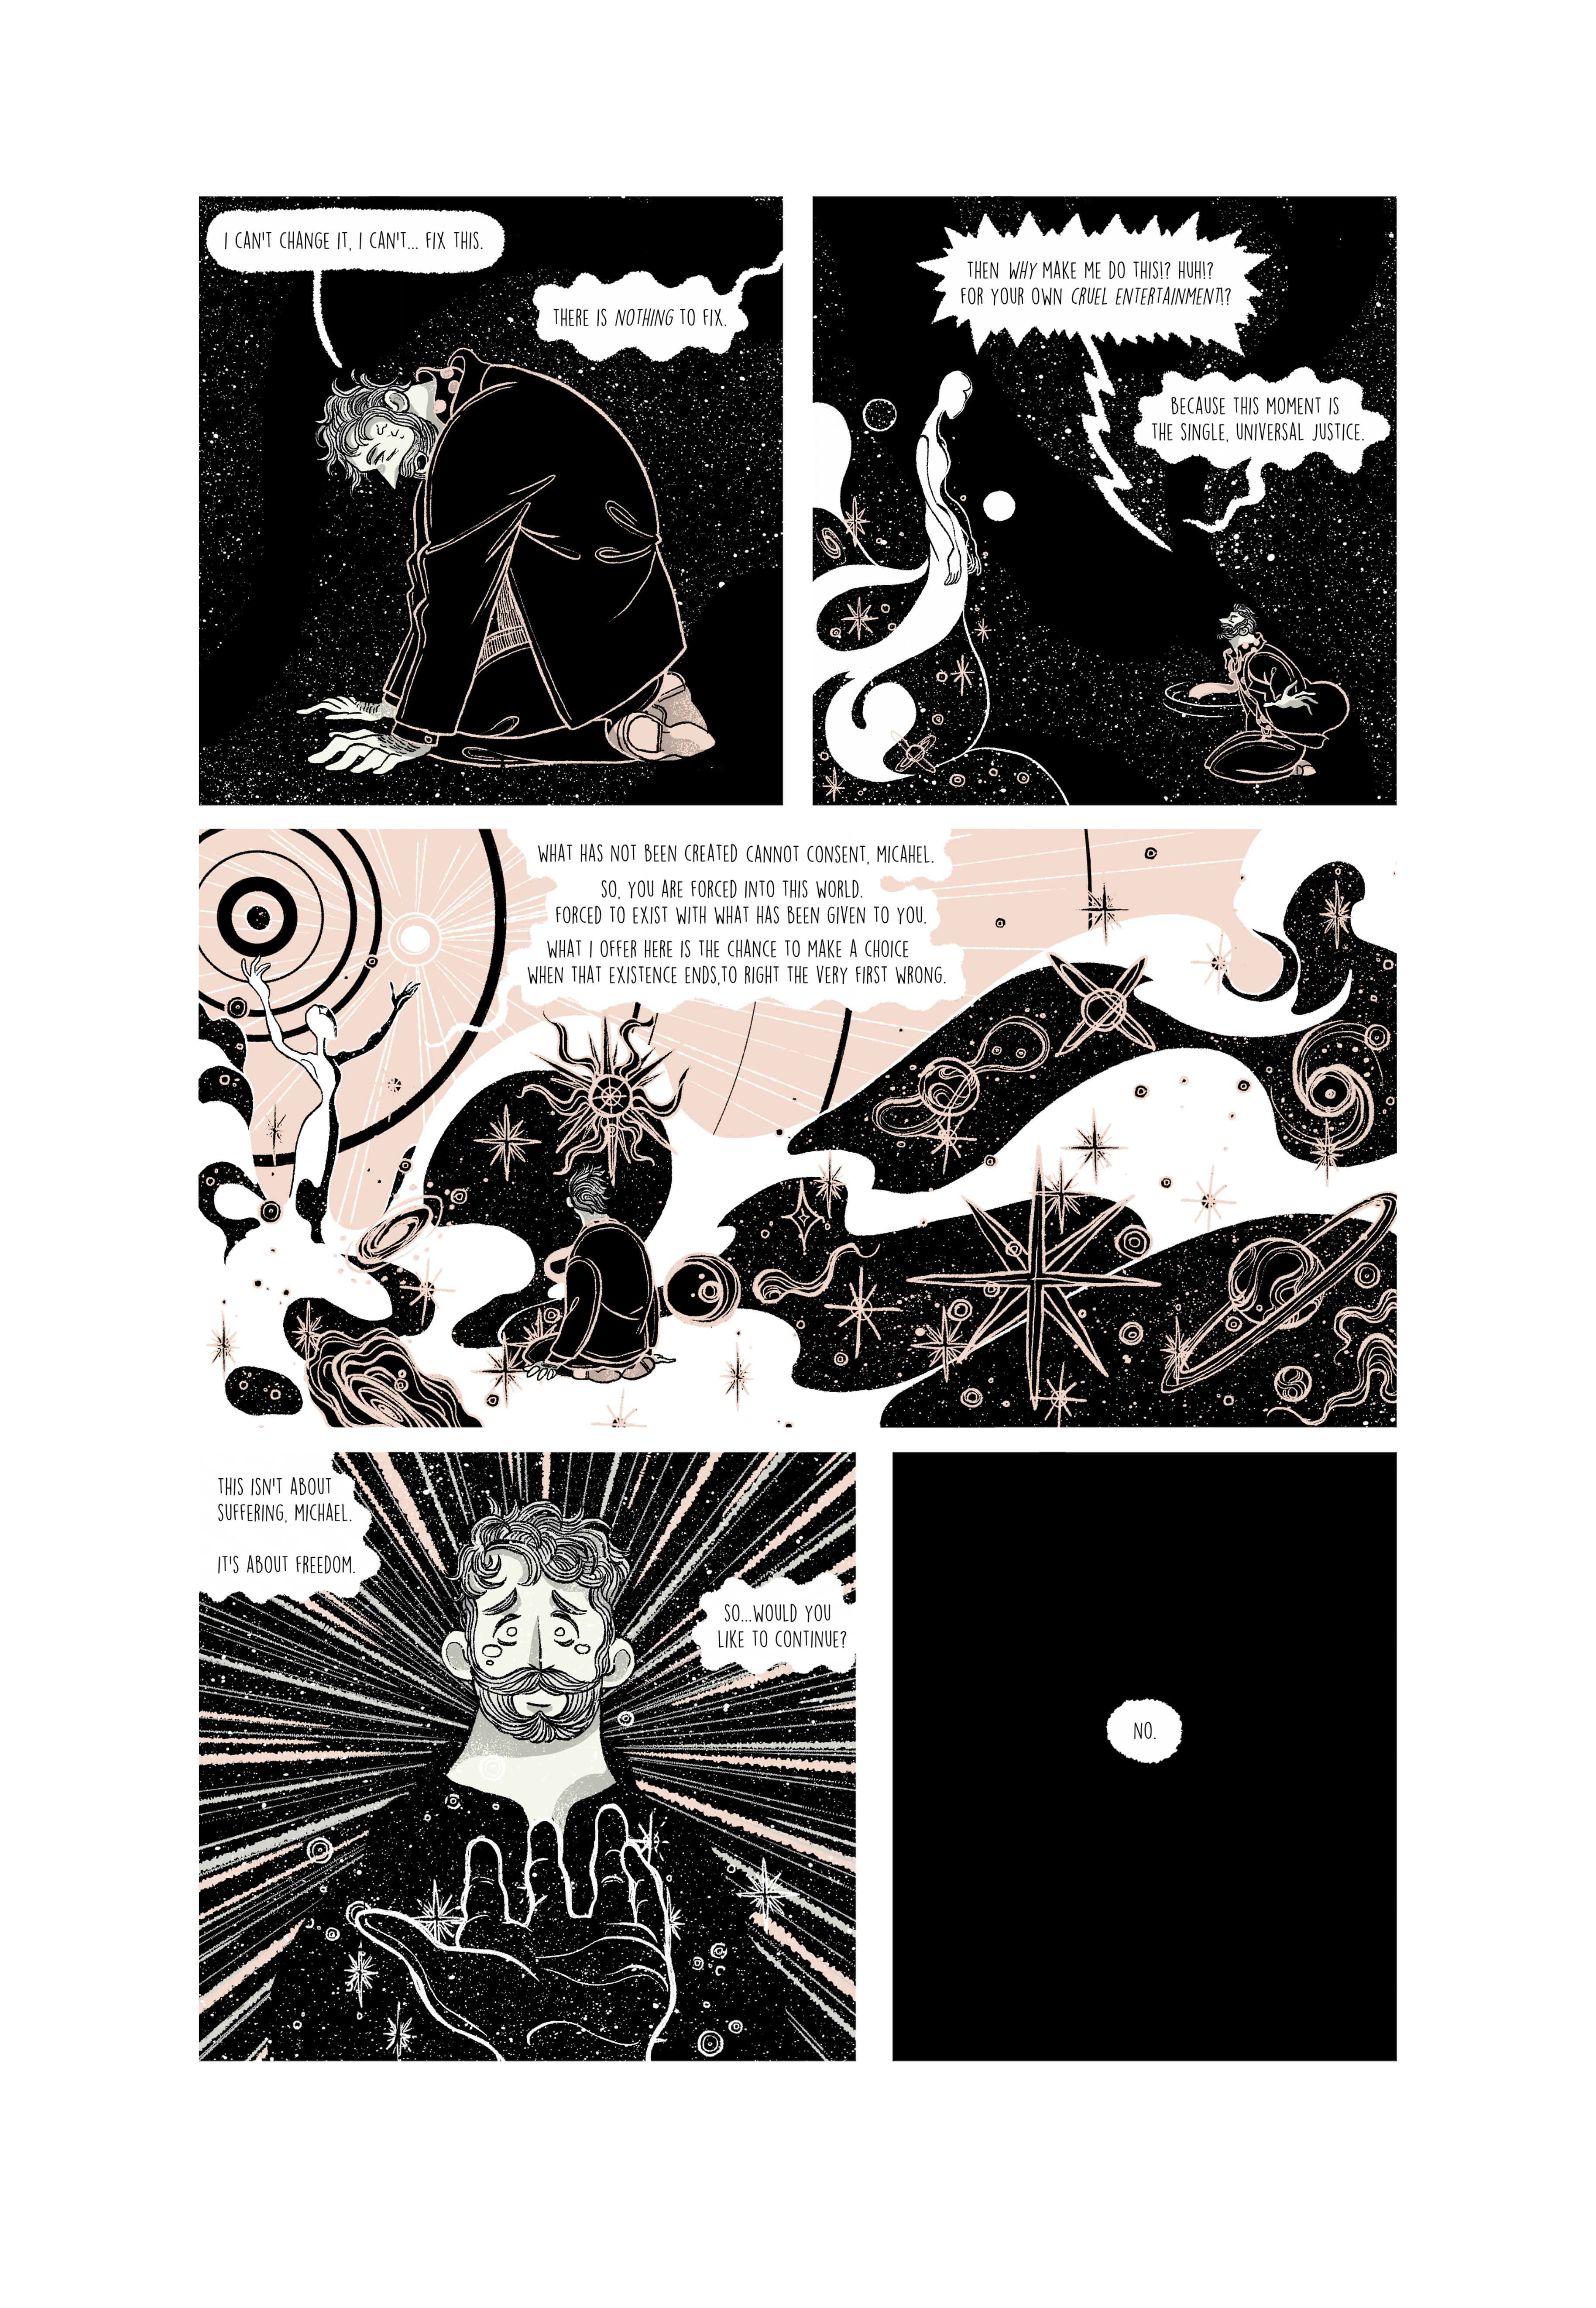 I CAN'T CHANGE IT, I CAN'T... FIX THIS.
THERE IS NOTHING TO FIX.
THEN WHY MAKE ME DO THIS!? HUH!?
FOR YOUR OWN CRUEL ENTERTAINMENT!?
BECAUSE THIS MOMENT IS
THE SINGLE, UNIVERSAL JUSTICE.
WHAT HAS NOT BEEN CREATED CANNOT CONSENT, MICAHEL.
SO, YOU ARE FORCED INTO THIS WORLD.
FORCED TO EXIST WITH WHAT HAS BEEN GIVEN TO YOU.
WHAT I OFFER HERE IS THE CHANCE TO MAKE A CHOICE
WHEN THAT EXISTENCE ENDS,TO RIGHT THE VERY FIRST WRONG.
THIS ISN'T ABOUT
SUFFERING, MICHAEL.
IT'S ABOUT FREEDOM.
SO...WOULD YOU
LIKE TO CONTINUE?
NO.